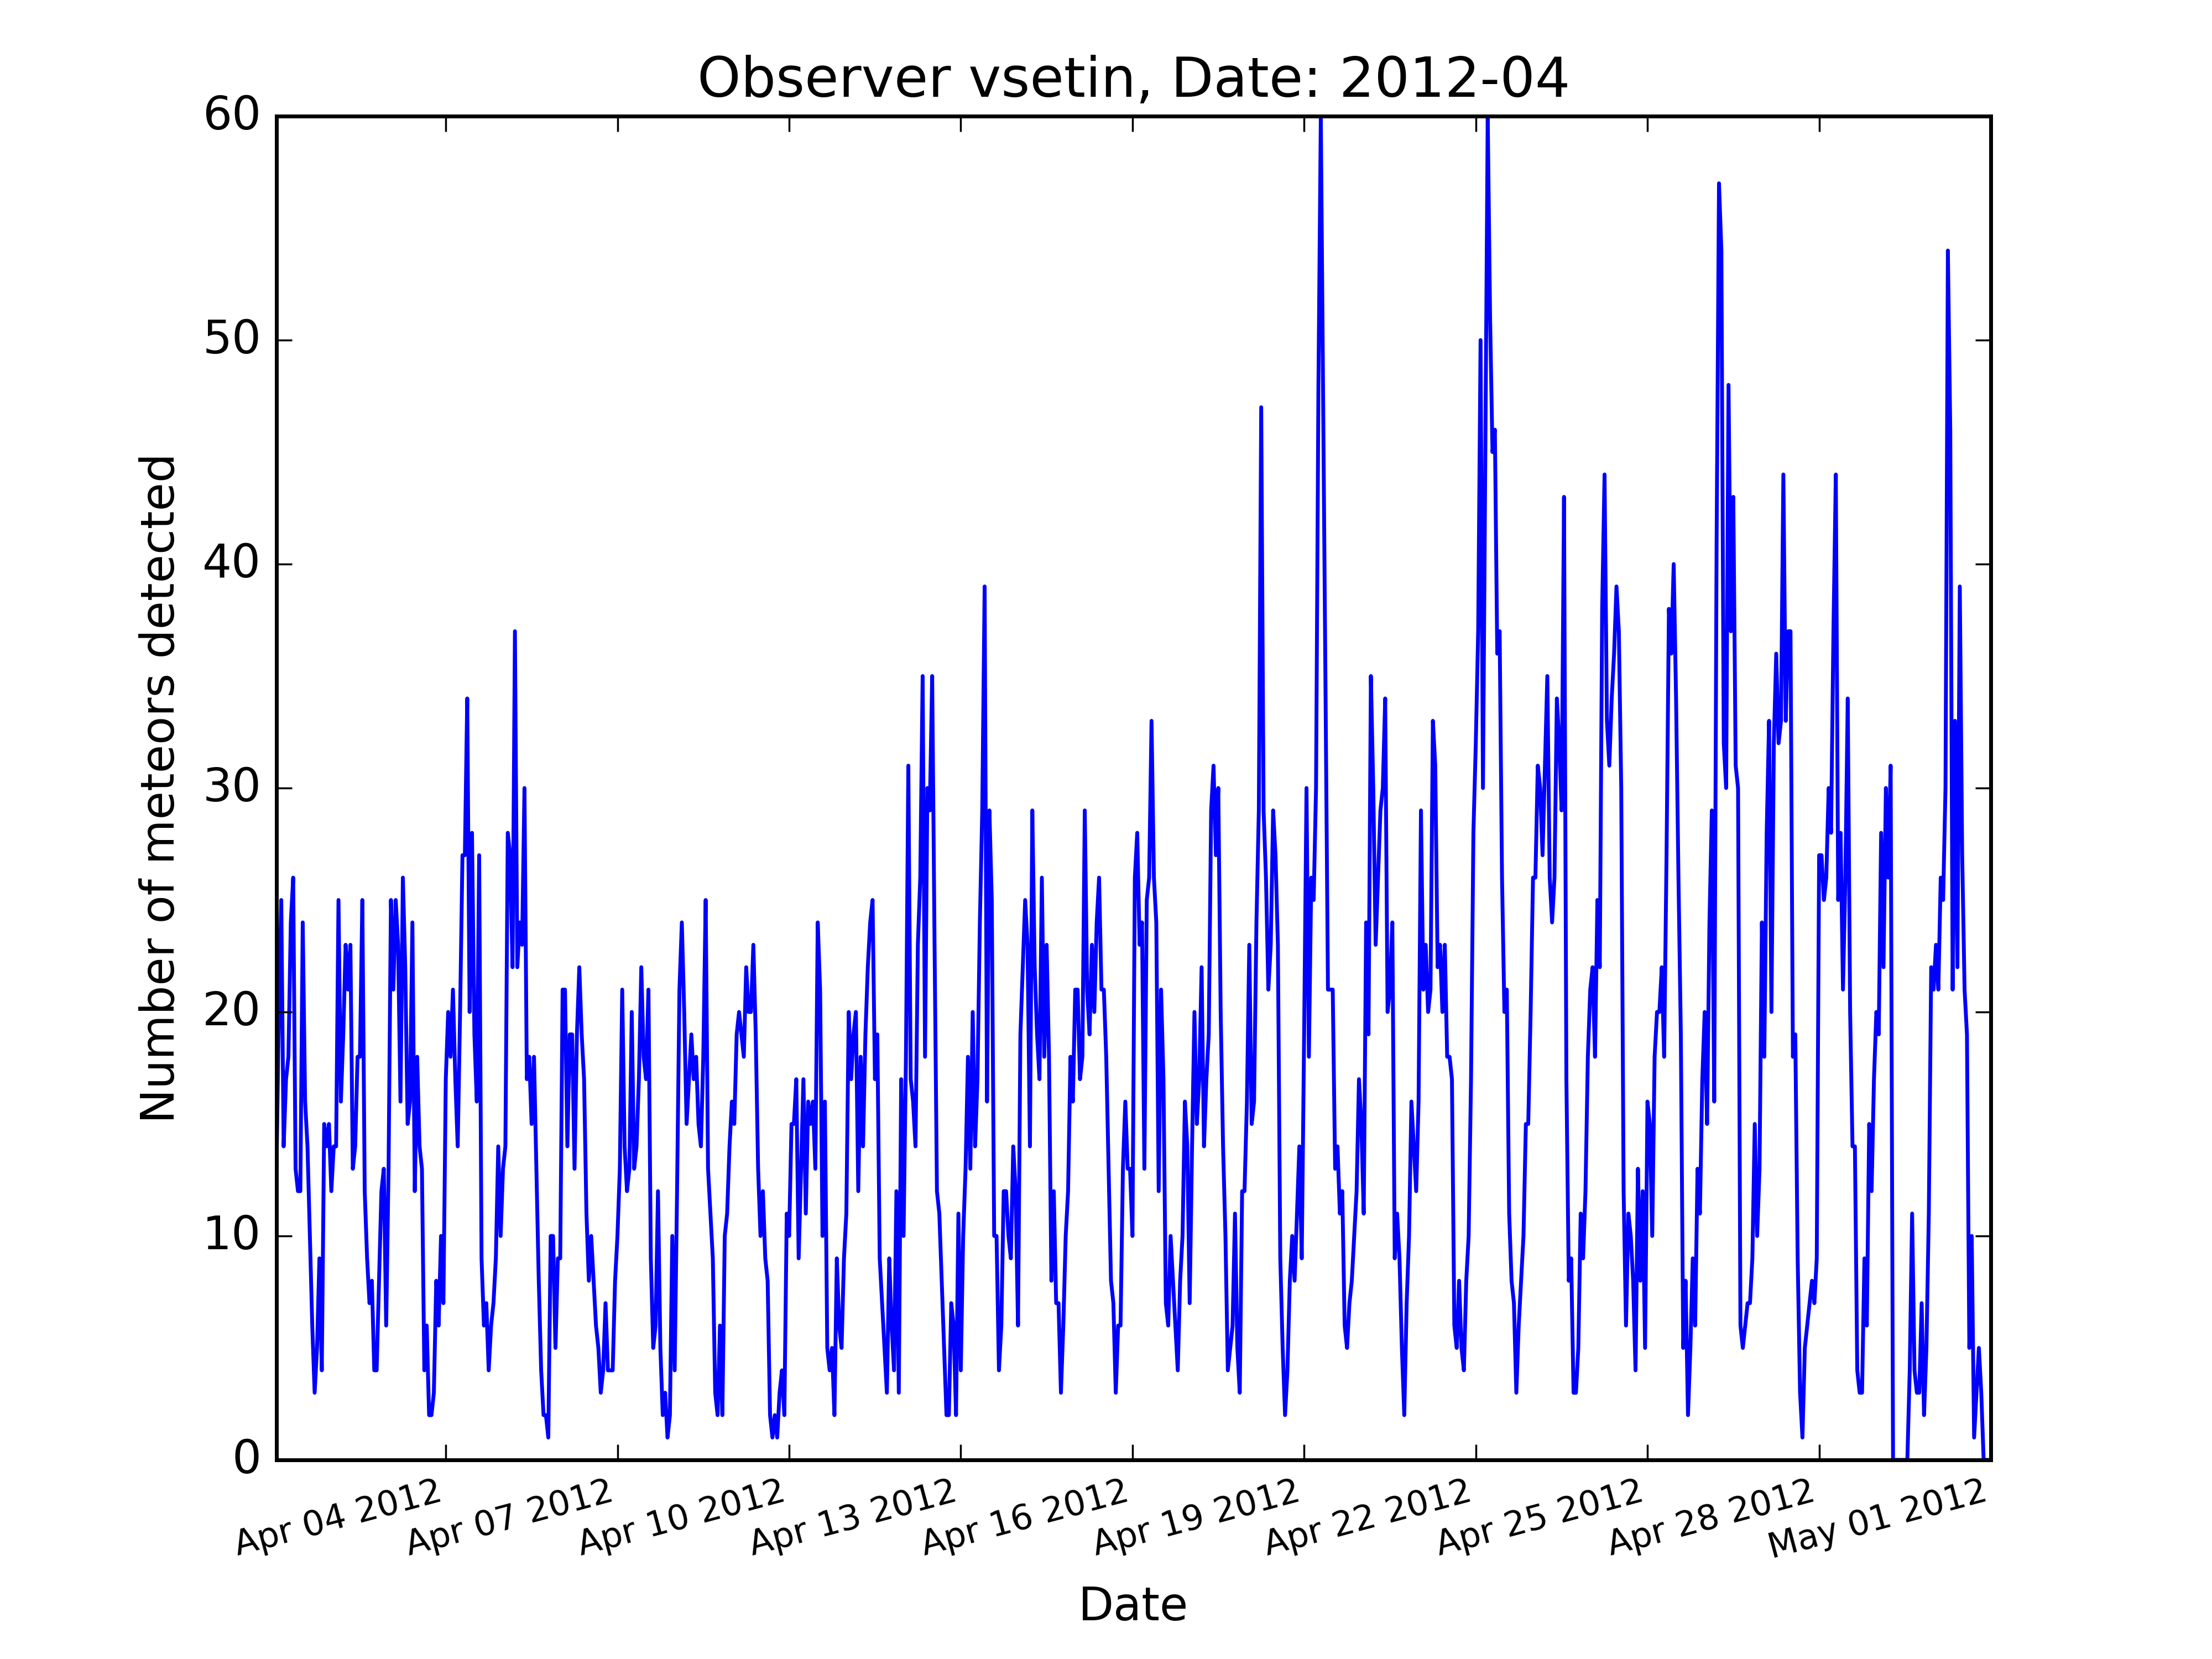 Observer vsetin, Date: 2012-04
60
50
40
30
20
10
0
Number of meteors detected
Apr 04 2012
Apr 07 2012
Apr 10 2012
Apr 13 2012
Apr 16 2012
Apr 19 2012
Apr 22 2012
Apr 25 2012
Apr 28 2012
May 01 2012
Date